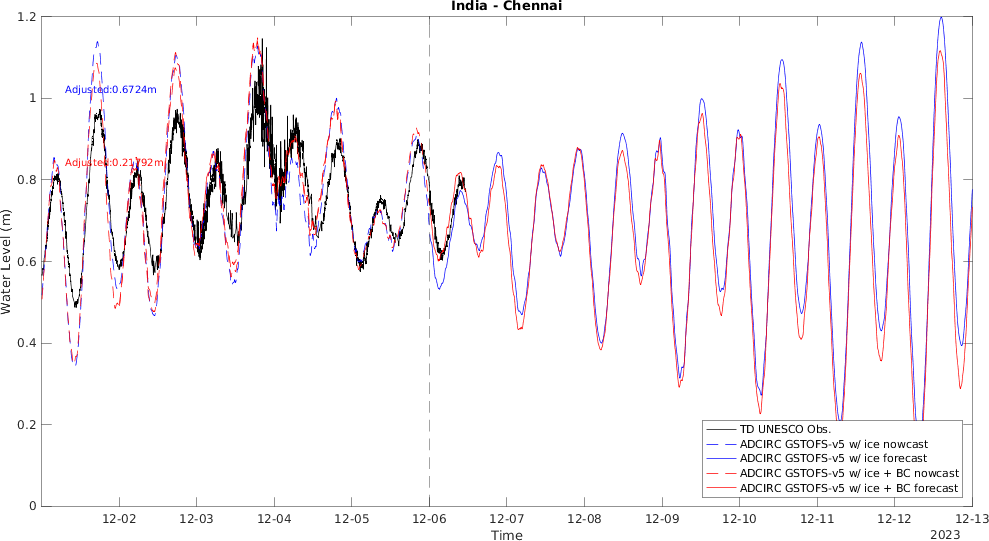 India - Chennai
1.2
1
0.8
0.6
0.4
0.2
0
Water Level (m)
Adjusted:0.6724m
Adjusted:0.21792m
TD UNESCO Obs.
ADCIRC GSTOFS-v5 w/ ice nowcast
ADCIRC GSTOFS-v5 w/ ice forecast
ADCIRC GSTOFS-v5 w/ ice + BC nowcast
ADCIRC GSTOFS-v5 w/ ice + BC forecast
12-02 12-03 12-04 12-05 12-06 12-07 12-08 12-09 12-10 12-11 12-12 12-13
Time
2023